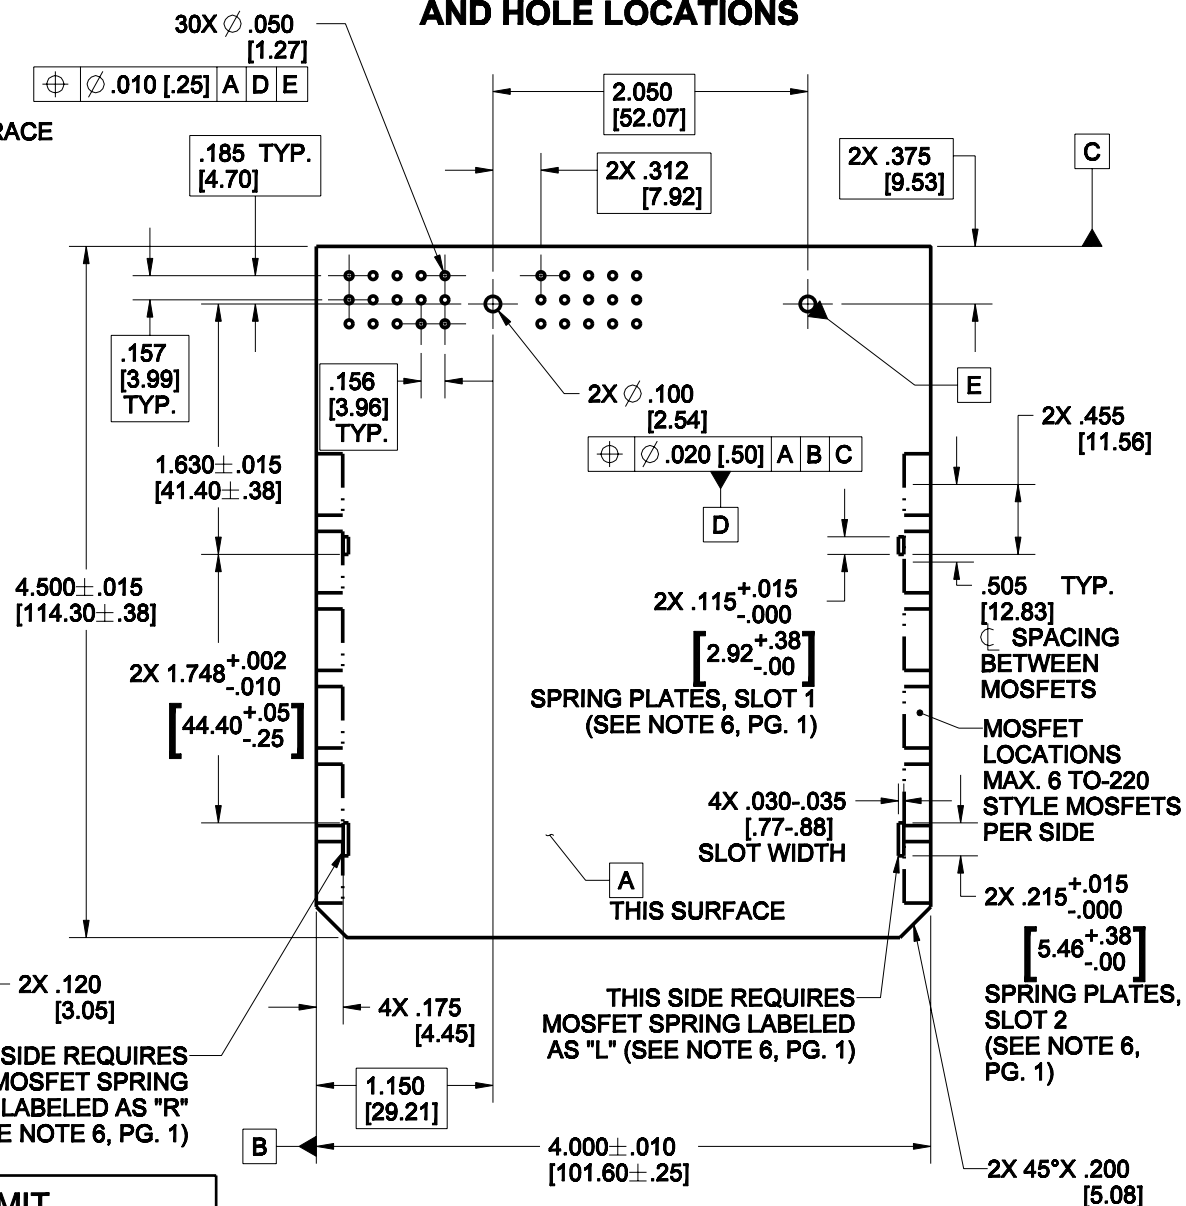 AND HOLE LOCATIONS
30X ∅ .050
[1.27]
⌖ ∅ .010 [.25] A D E
RACE
.185 TYP.
[4.70]
2.050
[52.07]
2X .312
[7.92]
2X .375
[9.53]
C
.157
[3.99]
TYP.
.156
[3.96]
TYP.
2X ∅ .100
[2.54]
⌖ ∅ .020 [.50] A B C
D
E
2X .455
[11.56]
1.630±.015
[41.40±.38]
4.500±.015
[114.30±.38]
2X 1.748 +.002
-.010
[44.40 +.05
-.25]
2X .115 +.015
-.000
[2.92 +.38
-.00]
SPRING PLATES, SLOT 1
(SEE NOTE 6, PG. 1)
.505 TYP.
[12.83]
℄ SPACING
BETWEEN
MOSFETS
MOSFET
LOCATIONS
MAX. 6 TO-220
STYLE MOSFETS
PER SIDE
4X .030-.035
[.77-.88]
SLOT WIDTH
A
THIS SURFACE
2X .215 +.015
-.000
[5.46 +.38
-.00]
SPRING PLATES,
SLOT 2
(SEE NOTE 6,
PG. 1)
2X .120
[3.05]
4X .175
[4.45]
THIS SIDE REQUIRES
MOSFET SPRING LABELED
AS "L" (SEE NOTE 6, PG. 1)
SIDE REQUIRES
MOSFET SPRING
LABELED AS "R"
E NOTE 6, PG. 1)
1.150
[29.21]
B
4.000±.010
[101.60±.25]
2X 45°X .200
[5.08]
MIT